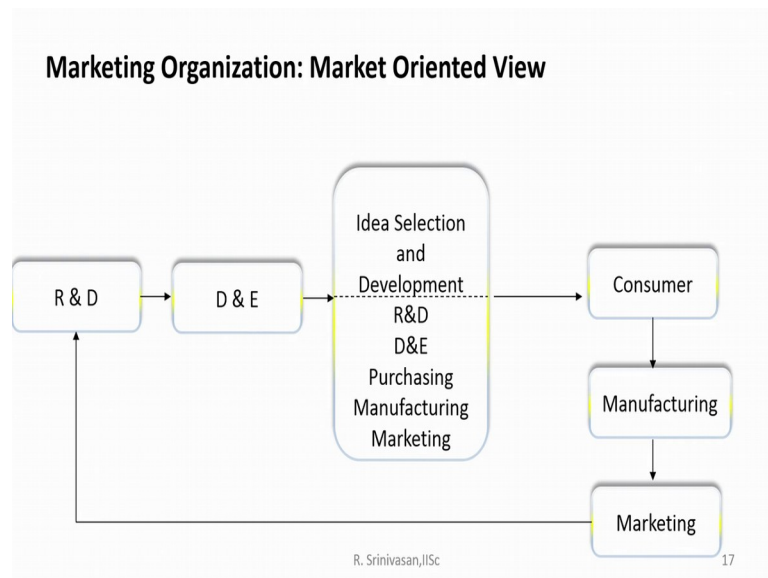 Marketing Organization: Market Oriented View
R & D
D & E
Idea Selection
and
Development
R&D
D&E
Purchasing
Manufacturing
Marketing
Consumer
Manufacturing
Marketing
R. Srinivasan,IISc
17